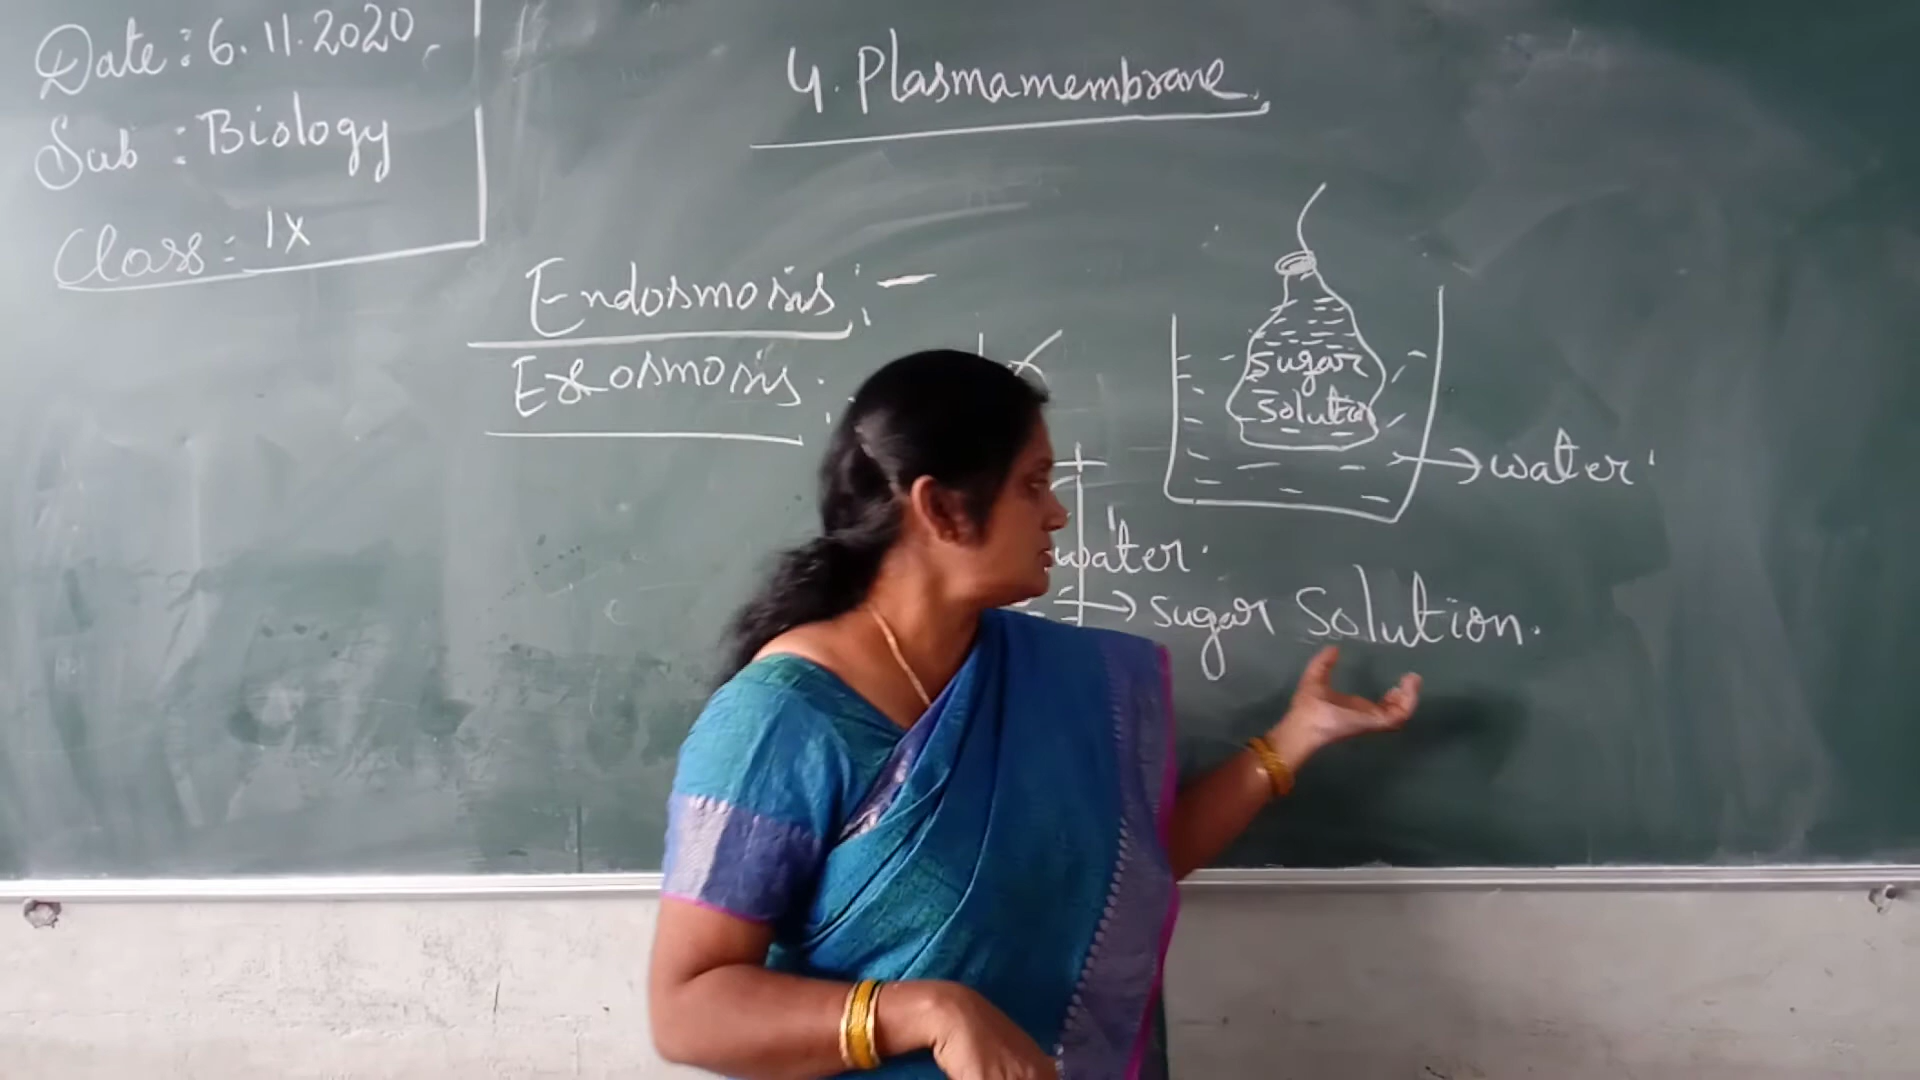 Date : 6.11.2020.
Sub : Biology
Class : IX
4. Plasmamembrane.
Endosmosis : -
Exosmosis :
sugar
solution
→ water
water
→ sugar solution.